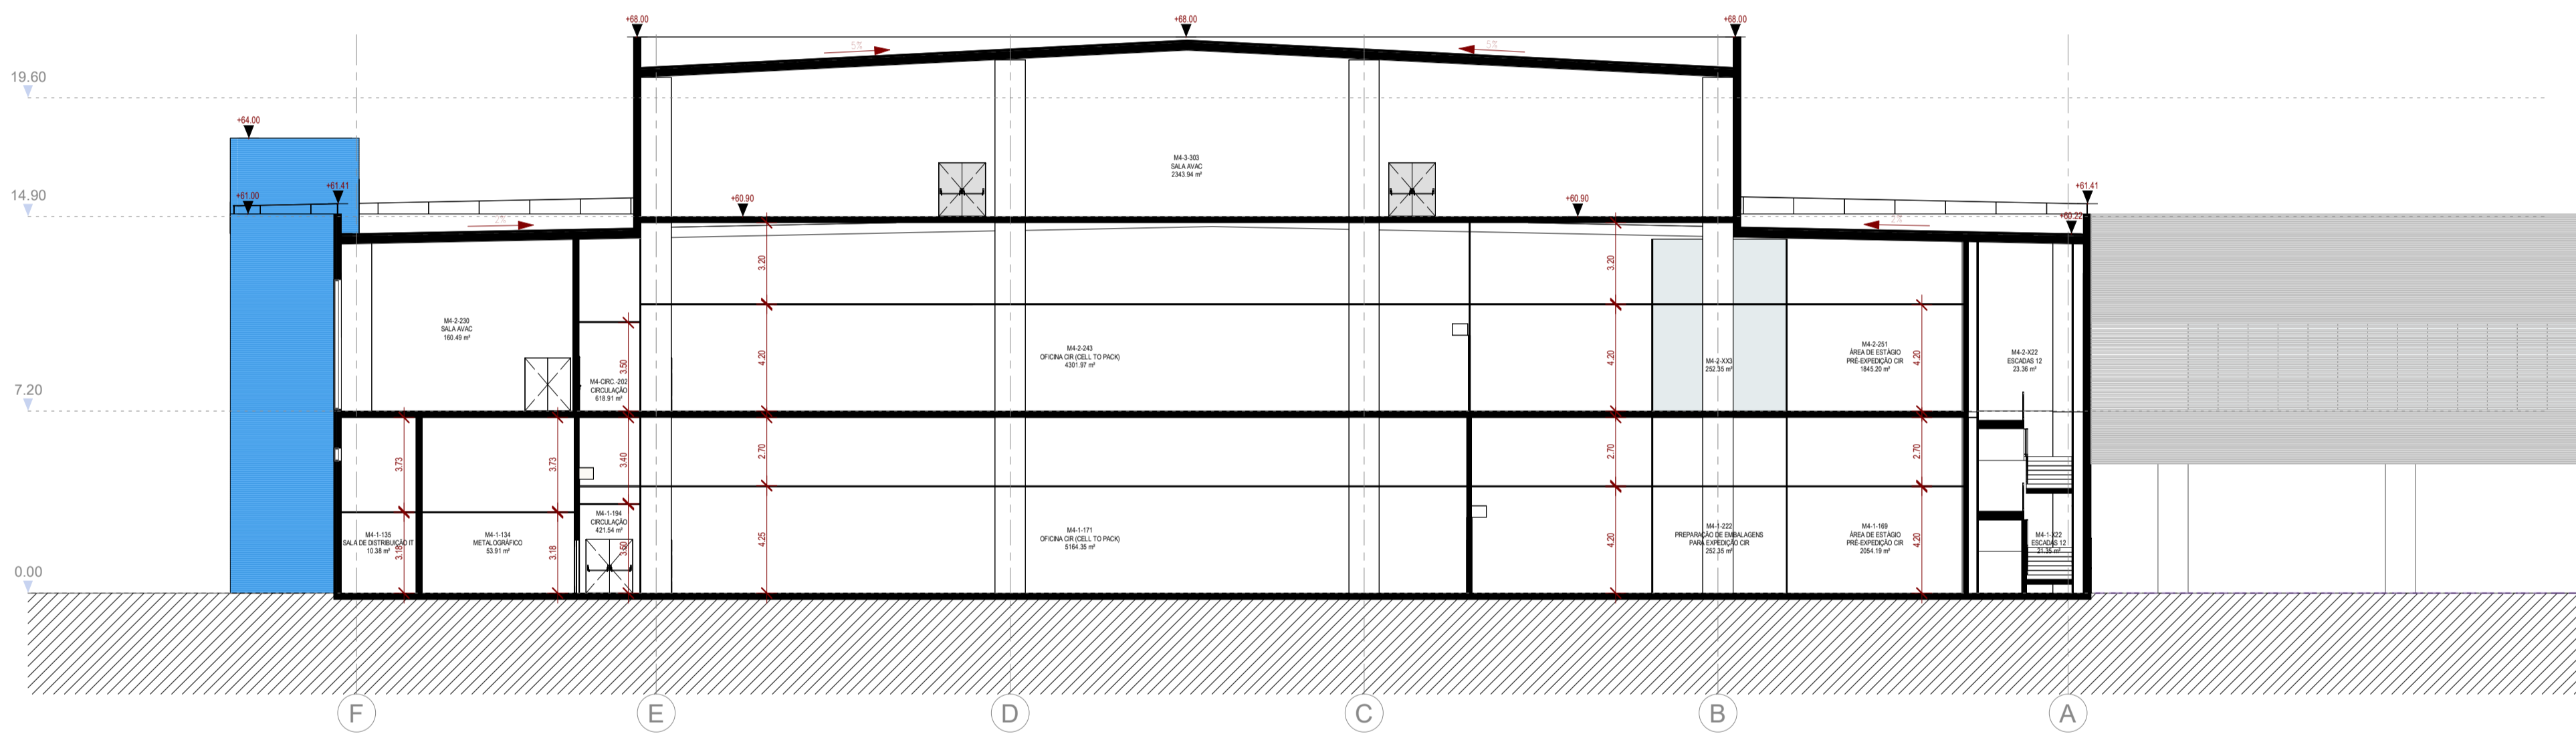 +68.00
+68.00
+68.00
5%
5%
19.60
+64.00
M4-3-303
SALA AVAC
2343.94 m²
+61.00
+61.41
+60.90
+60.90
+61.41
+60.22
14.90
2%
2%
3.20
3.20
M4-2-230
SALA AVAC
160.49 m²
3.50
4.20
M4-2-243
OFICINA CIR (CELL TO PACK)
4301.97 m²
4.20
M4-2-XX3
252.35 m²
M4-2-251
ÁREA DE ESTÁGIO
PRÉ-EXPEDIÇÃO CIR
1845.20 m²
4.20
M4-2-X22
ESCADAS 12
23.36 m²
M4-CIRC.-202
CIRCULAÇÃO
618.91 m²
7.20
3.73
3.73
3.40
2.70
2.70
2.70
M4-1-135
SALA DE DISTRIBUIÇÃO IT
10.38 m²
3.18
M4-1-134
METALOGRÁFICO
53.91 m²
3.18
M4-1-194
CIRCULAÇÃO
421.54 m²
3.60
4.25
M4-1-171
OFICINA CIR (CELL TO PACK)
5164.35 m²
4.20
M4-1-222
PREPARAÇÃO DE EMBALAGENS
PARA EXPEDIÇÃO CIR
252.35 m²
M4-1-169
ÁREA DE ESTÁGIO
PRÉ-EXPEDIÇÃO CIR
2054.19 m²
4.20
M4-1-X22
ESCADAS 12
21.35 m²
0.00
F
E
D
C
B
A